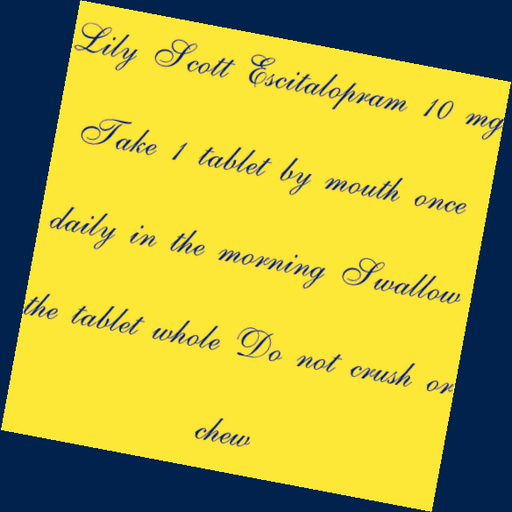 Lily Scott Escitalopram 10 mg
Take 1 tablet by mouth once
daily in the morning Swallow
the tablet whole Do not crush or
chew